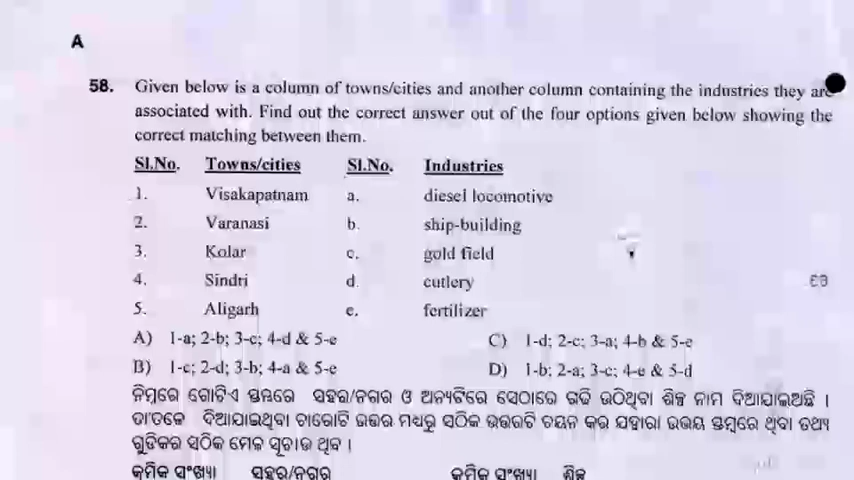 A
58. Given below is a column of towns/cities and another column containing the industries they are
associated with. Find out the correct answer out of the four options given below showing the
correct matching between them.
Sl.No. Towns/cities Sl.No. Industries
1. Visakapatnam a. diesel locomotive
2. Varanasi b. ship-building
3. Kolar c. gold field
4. Sindri d. cutlery
5. Aligarh e. fertilizer
A) 1-a; 2-b; 3-c; 4-d & 5-e C) 1-d; 2-c; 3-a; 4-b & 5-e
B) 1-c; 2-d; 3-b; 4-a & 5-e D) 1-b; 2-a; 3-c; 4-e & 5-d
ନିମ୍ନରେ ଗୋଟିଏ ସ୍ତମ୍ଭରେ ସହର/ନଗର ଓ ଅନ୍ୟଟିରେ ସେଠାରେ ଗଢି ଉଠିଥିବା ଶିଳ୍ପ ନାମ ଦିଆଯାଇଅଛି ।
ତା'ତଳେ ଦିଆଯାଇଥିବା ଚାରୋଟି ଉତ୍ତର ମଧ୍ୟରୁ ସଠିକ ଉତ୍ତରଟି ଚୟନ କର ଯାହାରା ଉଭୟ ସ୍ତମ୍ବରେ ଥିବା ତଥ୍ୟ
ଗୁଡିକର ସଠିକ ମେଳ ସୂଚାଉ ଥିବ ।
କ୍ରମିକ ସଂଖ୍ୟା ସହର/ନଗର କ୍ରମିକ ସଂଖ୍ୟା ଶିଳ୍ପ